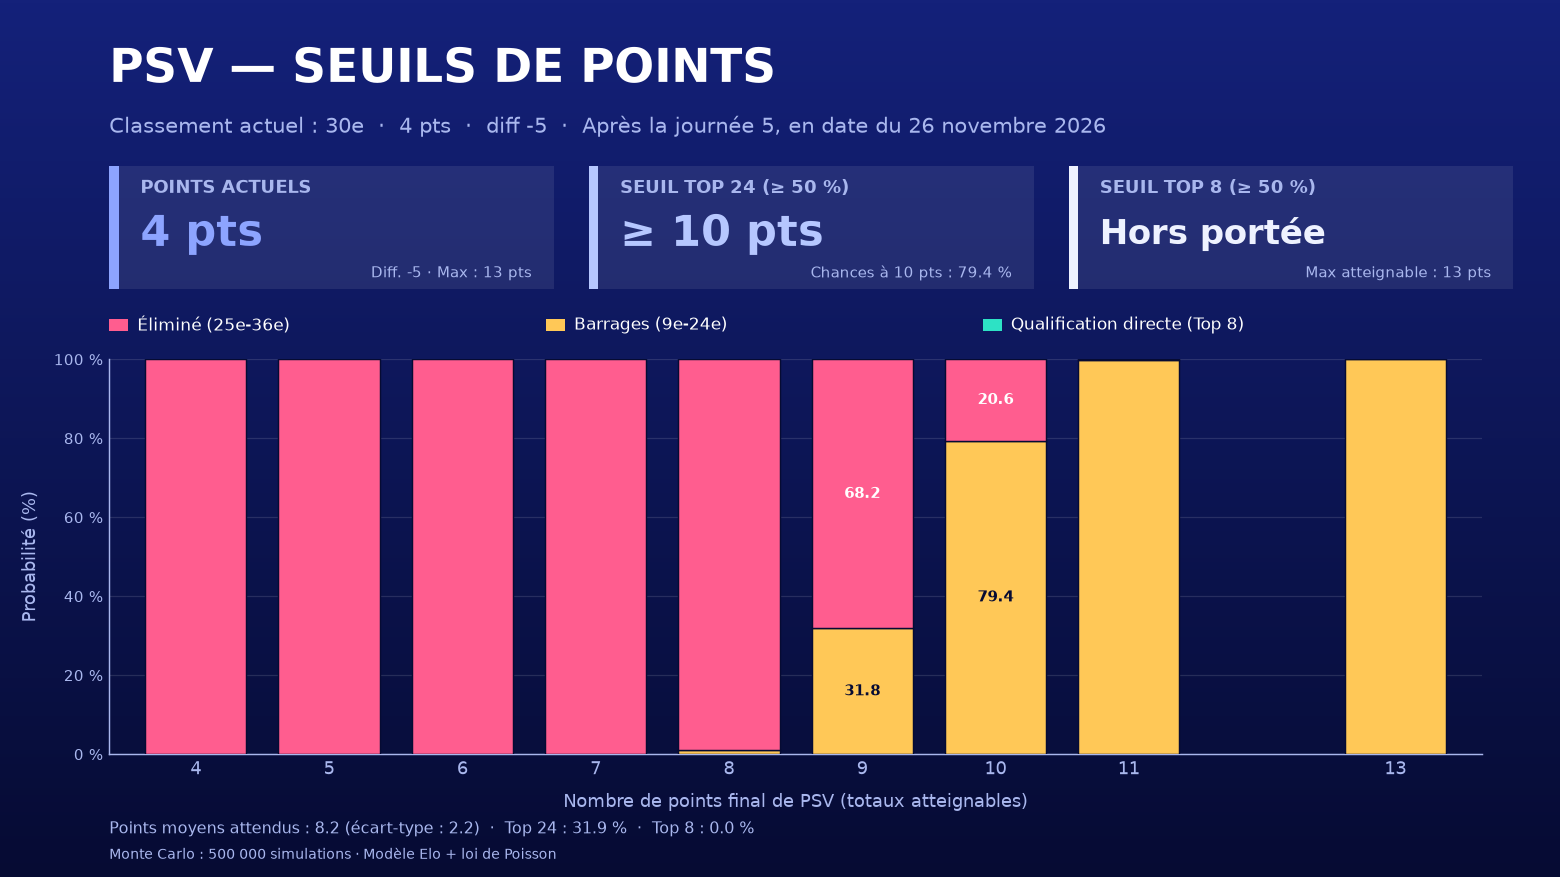 PSV — SEUILS DE POINTS
Classement actuel : 30e · 4 pts · diff -5 · Après la journée 5, en date du 26 novembre 2026
POINTS ACTUELS
4 pts
Diff. -5 · Max : 13 pts
SEUIL TOP 24 (≥ 50 %)
≥ 10 pts
Chances à 10 pts : 79.4 %
SEUIL TOP 8 (≥ 50 %)
Hors portée
Max atteignable : 13 pts
Éliminé (25e-36e)
Barrages (9e-24e)
Qualification directe (Top 8)
Probabilité (%)
100 %
80 %
60 %
40 %
20 %
0 %
68.2
31.8
20.6
79.4
4 5 6 7 8 9 10 11 13
Nombre de points final de PSV (totaux atteignables)
Points moyens attendus : 8.2 (écart-type : 2.2) · Top 24 : 31.9 % · Top 8 : 0.0 %
Monte Carlo : 500 000 simulations · Modèle Elo + loi de Poisson